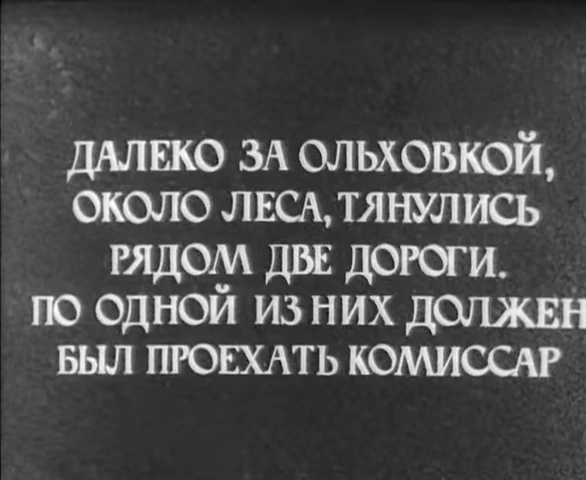 ДАЛЕКО ЗА ОЛЬХОВКОЙ,
ОКОЛО ЛЕСА, ТЯНУЛИСЬ
РЯДОМ ДВЕ ДОРОГИ.
ПО ОДНОЙ ИЗ НИХ ДОЛЖЕН
БЫЛ ПРОЕХАТЬ КОМИССАР